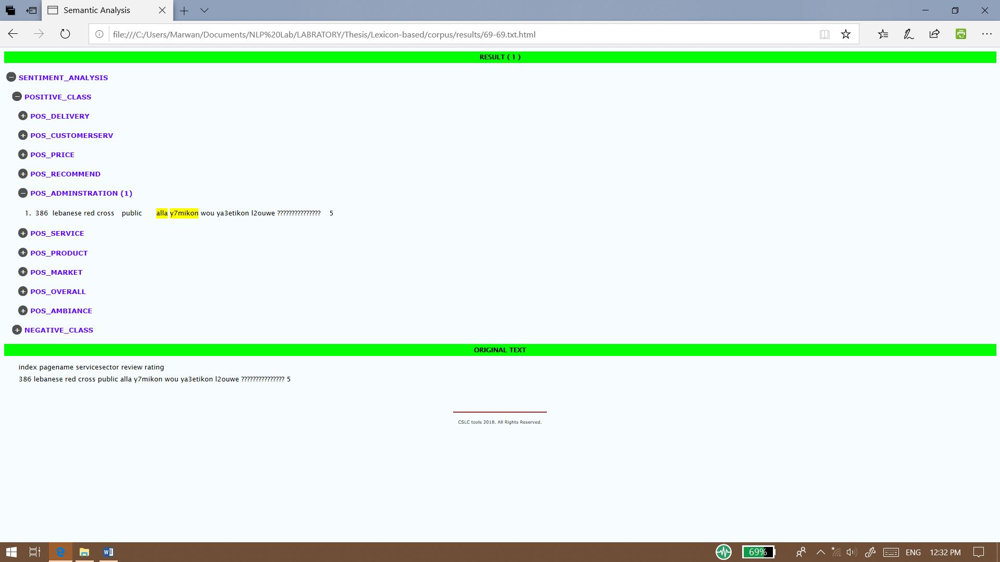 Semantic Analysis
file:///C:/Users/Marwan/Documents/NLP%20Lab/LABRATORY/Thesis/Lexicon-based/corpus/results/69-69.txt.html
RESULT ( 1 )
SENTIMENT_ANALYSIS
POSITIVE_CLASS
POS_DELIVERY
POS_CUSTOMERSERV
POS_PRICE
POS_RECOMMEND
POS_ADMINSTRATION (1)
1. 386 lebanese red cross public alla y7mikon wou ya3etikon l2ouwe ??????????????? 5
POS_SERVICE
POS_PRODUCT
POS_MARKET
POS_OVERALL
POS_AMBIANCE
NEGATIVE_CLASS
ORIGINAL TEXT
index pagename servicesector review rating
386 lebanese red cross public alla y7mikon wou ya3etikon l2ouwe ??????????????? 5
CSLC tools 2018. All Rights Reserved.
69% ENG 12:32 PM